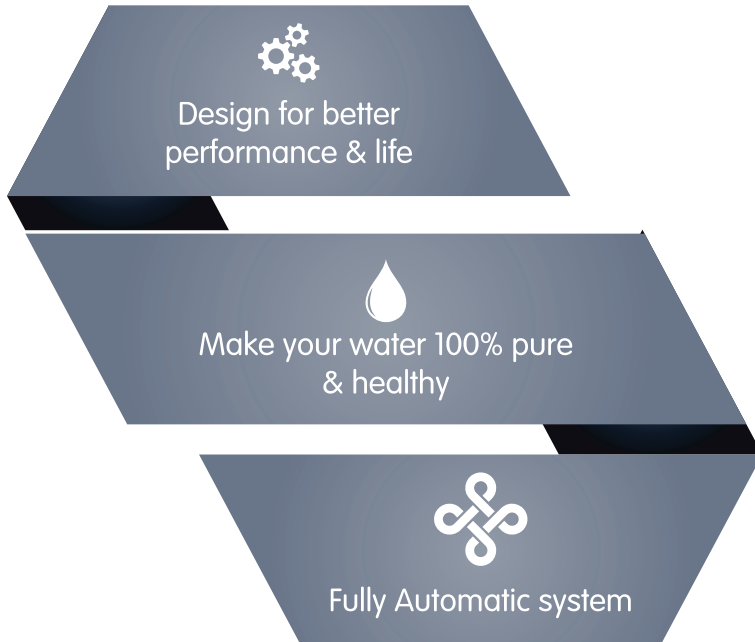 Design for better
performance & life
Make your water 100% pure
& healthy
Fully Automatic system